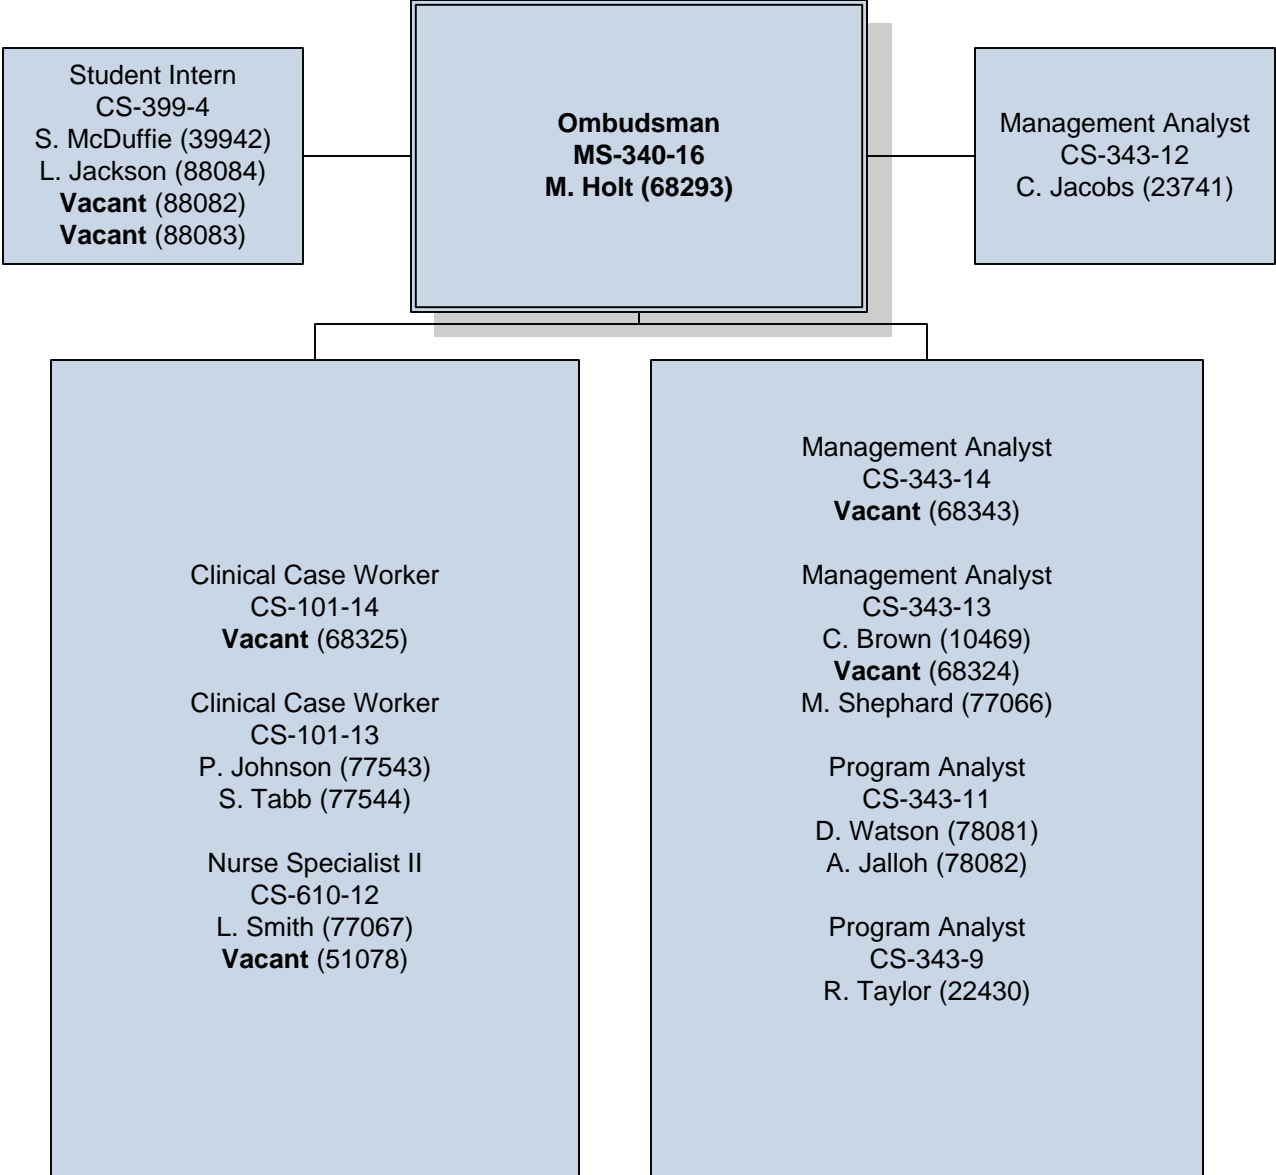 Student Intern
CS-399-4
S. McDuffie (39942)
L. Jackson (88084)
Vacant (88082)
Vacant (88083)
Ombudsman
MS-340-16
M. Holt (68293)
Management Analyst
CS-343-12
C. Jacobs (23741)
Clinical Case Worker
CS-101-14
Vacant (68325)
Clinical Case Worker
CS-101-13
P. Johnson (77543)
S. Tabb (77544)
Nurse Specialist II
CS-610-12
L. Smith (77067)
Vacant (51078)
Management Analyst
CS-343-14
Vacant (68343)
Management Analyst
CS-343-13
C. Brown (10469)
Vacant (68324)
M. Shephard (77066)
Program Analyst
CS-343-11
D. Watson (78081)
A. Jalloh (78082)
Program Analyst
CS-343-9
R. Taylor (22430)